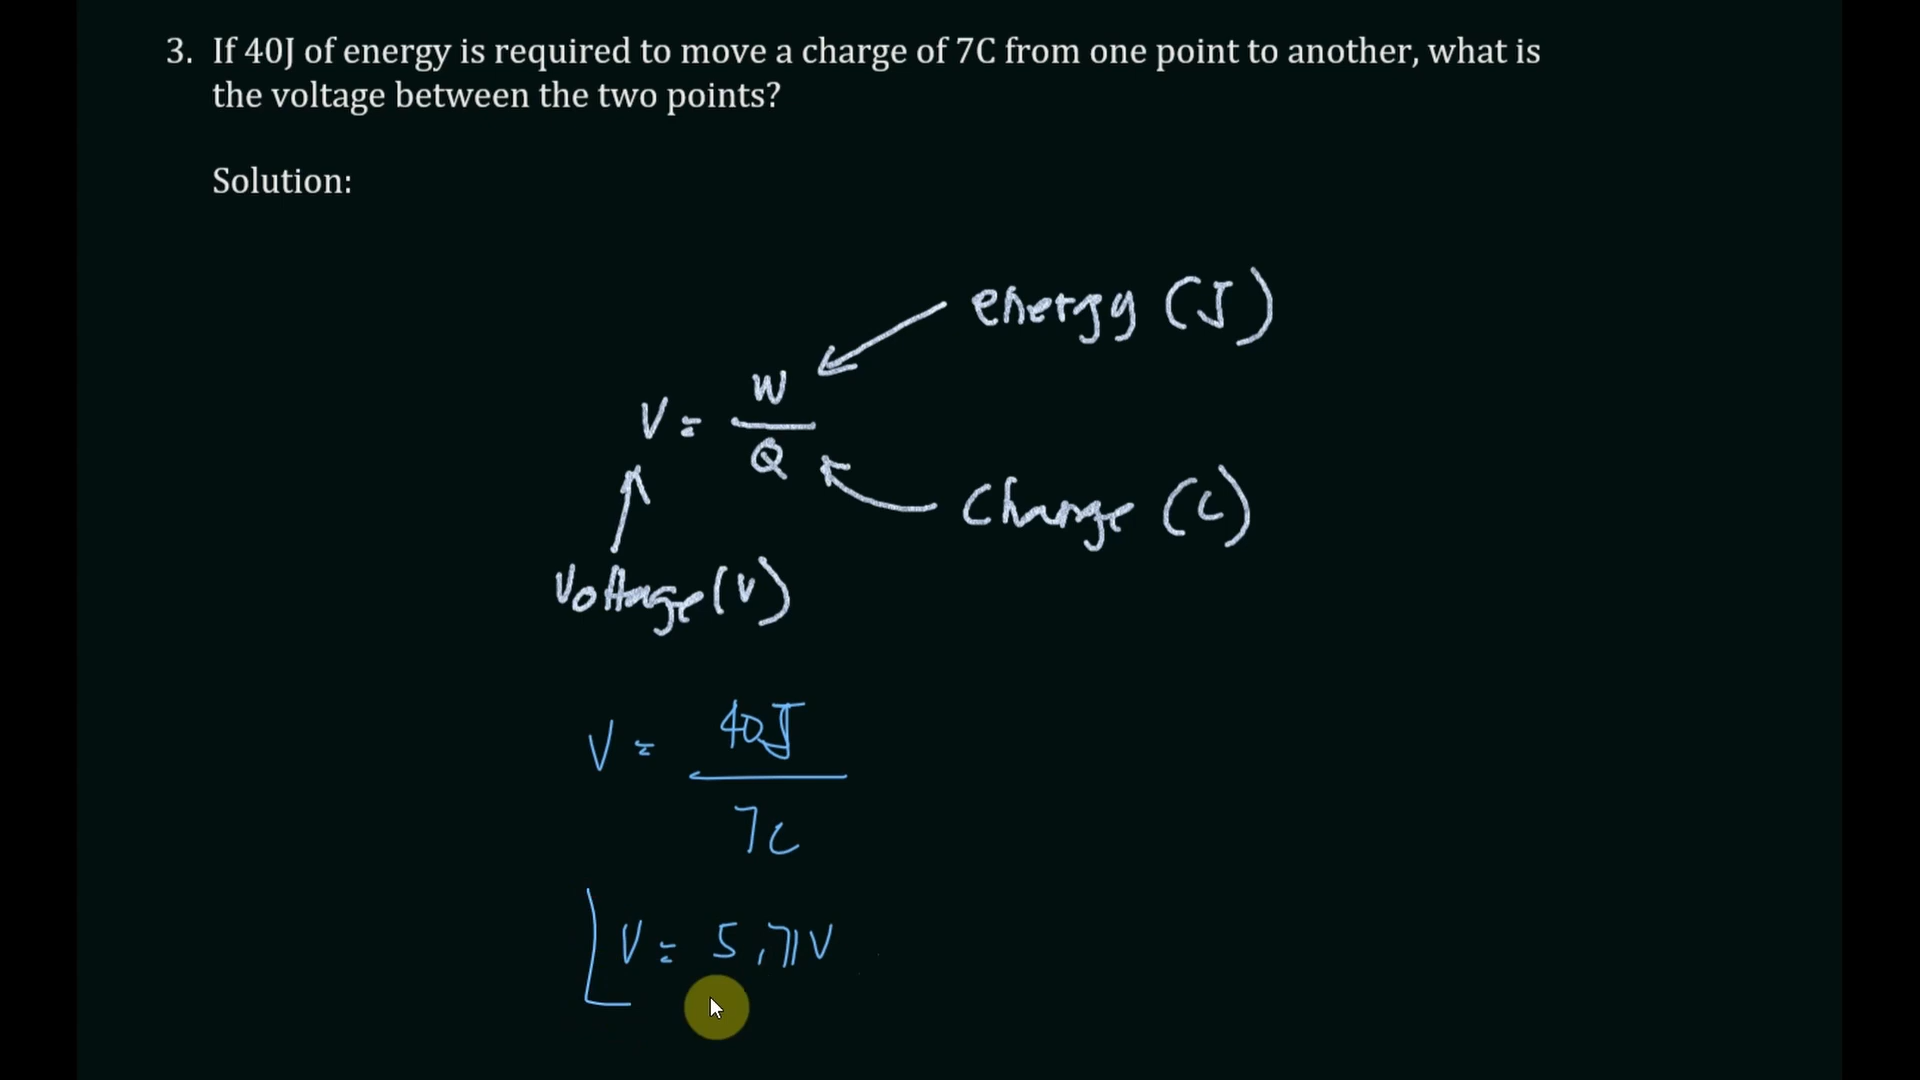 3. If 40J of energy is required to move a charge of 7C from one point to another, what is
the voltage between the two points?
Solution:
energy (J)
V = W
Q
Charge (C)
Voltage (V)
V = 40J
7C
V = 5.71V